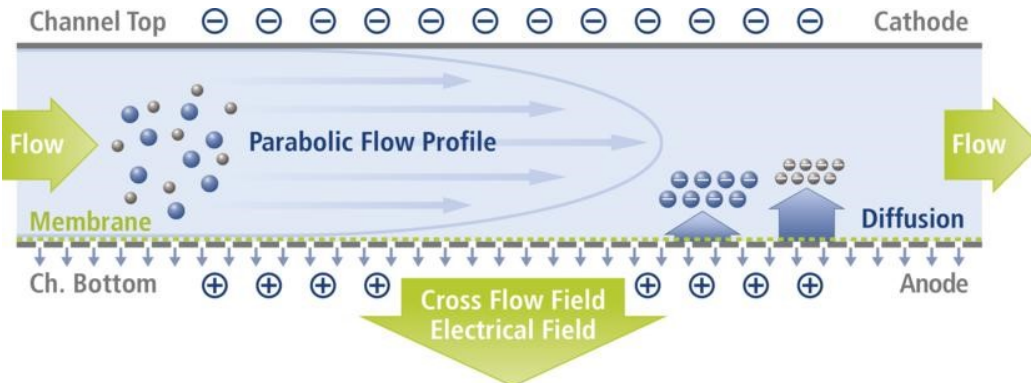 Channel Top ⊖ ⊖ ⊖ ⊖ ⊖ ⊖ ⊖ ⊖ ⊖ ⊖ ⊖ ⊖ Cathode
Flow
Parabolic Flow Profile
Flow
Membrane
Diffusion
Ch. Bottom ⊕ ⊕ ⊕ ⊕ ⊕ ⊕ ⊕ ⊕ Anode
Cross Flow Field
Electrical Field